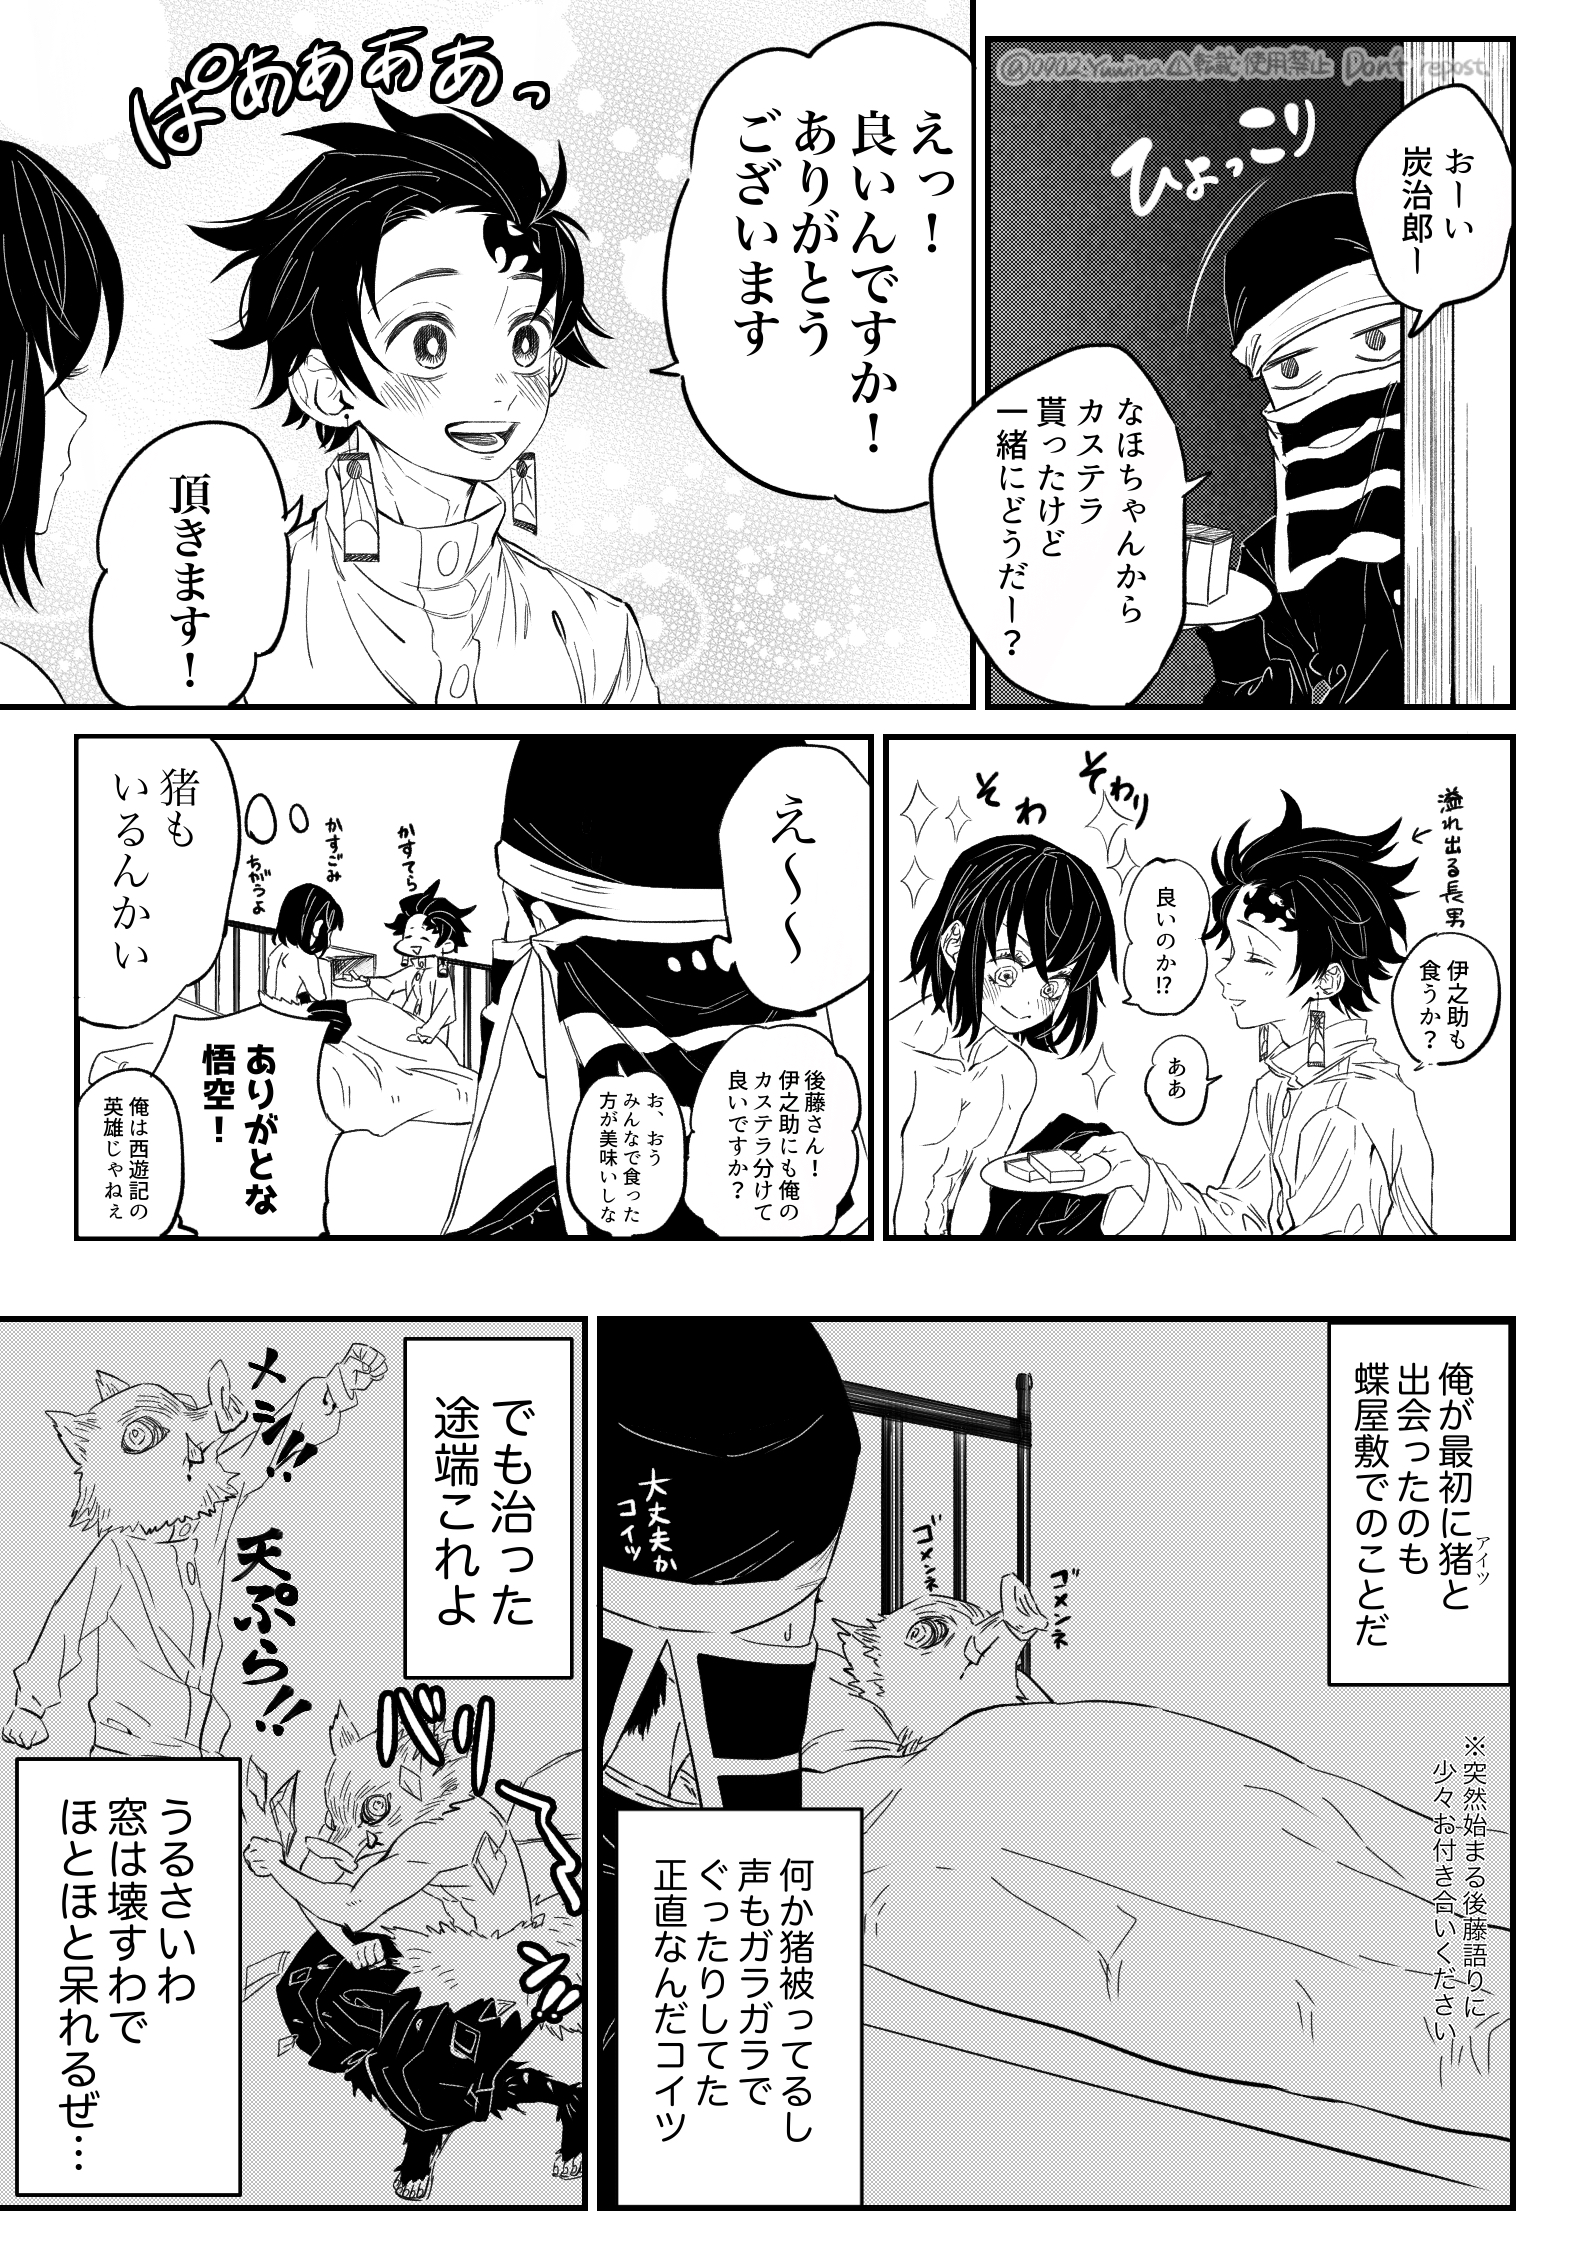 @0902.Yuwina⚠転載・使用禁止 Don't repost.
おーい
炭治郎ー
ひょっこり
なほちゃんから
カステラ
貰ったけど
一緒にどうだー？
えっ！
良いんですか！
ありがとう
ございます
ぱあぁぁぁあっ
頂きます！
溢れ出る長男
伊之助も
食うか？
そわり
そわ
良いのか⁉
ああ
え〜〜〜
後藤さん！
伊之助にも俺の
カステラ分けて
良いですか？
お、おう
みんなで食った
方が美味いしな
かすてら
かすごみ
ちがうよ
猪も
いるんかい
ありがとな
悟空！
俺は西遊記の
英雄じゃねぇ
俺が最初に猪と
アイツ
出会ったのも
蝶屋敷でのことだ
※突然始まる後藤語りに
少々お付き合いください
ゴメンネ
ゴメンネ
大丈夫か
コイツ
何か猪被ってるし
声もガラガラで
ぐったりしてた
正直なんだコイツ
でも治った
途端これよ
メシ!!
天ぷら!!
バリーン
うるさいわ
窓は壊すわで
ほとほと呆れるぜ…